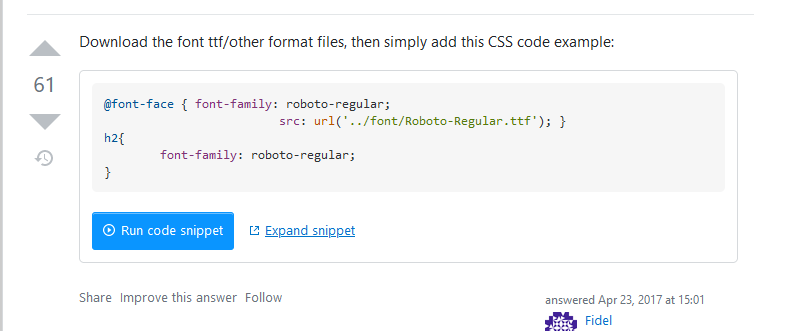 Download the font ttf/other format files, then simply add this CSS code example:
61
@font-face { font-family: roboto-regular;
src: url('../font/Roboto-Regular.ttf'); }
h2{
font-family: roboto-regular;
}
Run code snippet
Expand snippet
Share Improve this answer Follow
answered Apr 23, 2017 at 15:01
Fidel